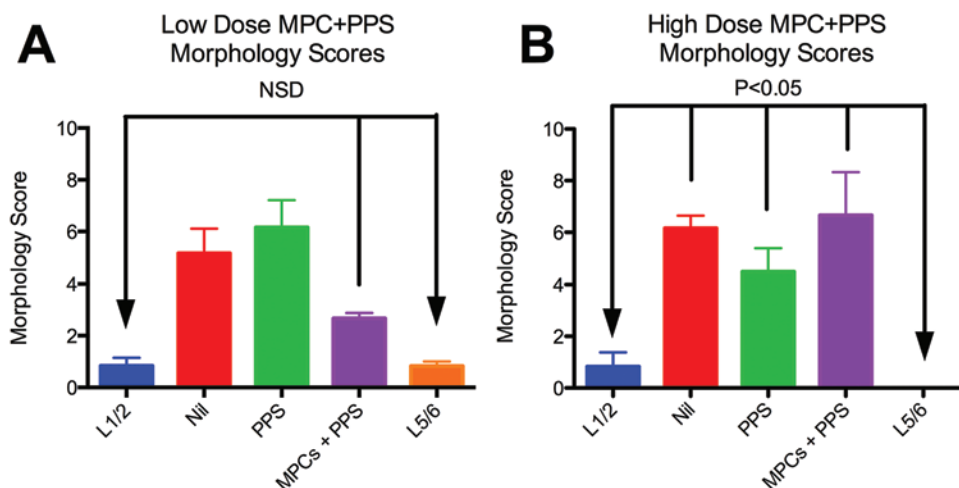 A
Low Dose MPC+PPS
Morphology Scores
NSD
Morphology Score
10
8
6
4
2
0
L1/2
Nil
PPS
MPCs + PPS
L5/6
B
High Dose MPC+PPS
Morphology Scores
P<0.05
Morphology Score
10
8
6
4
2
0
L1/2
Nil
PPS
MPCs + PPS
L5/6